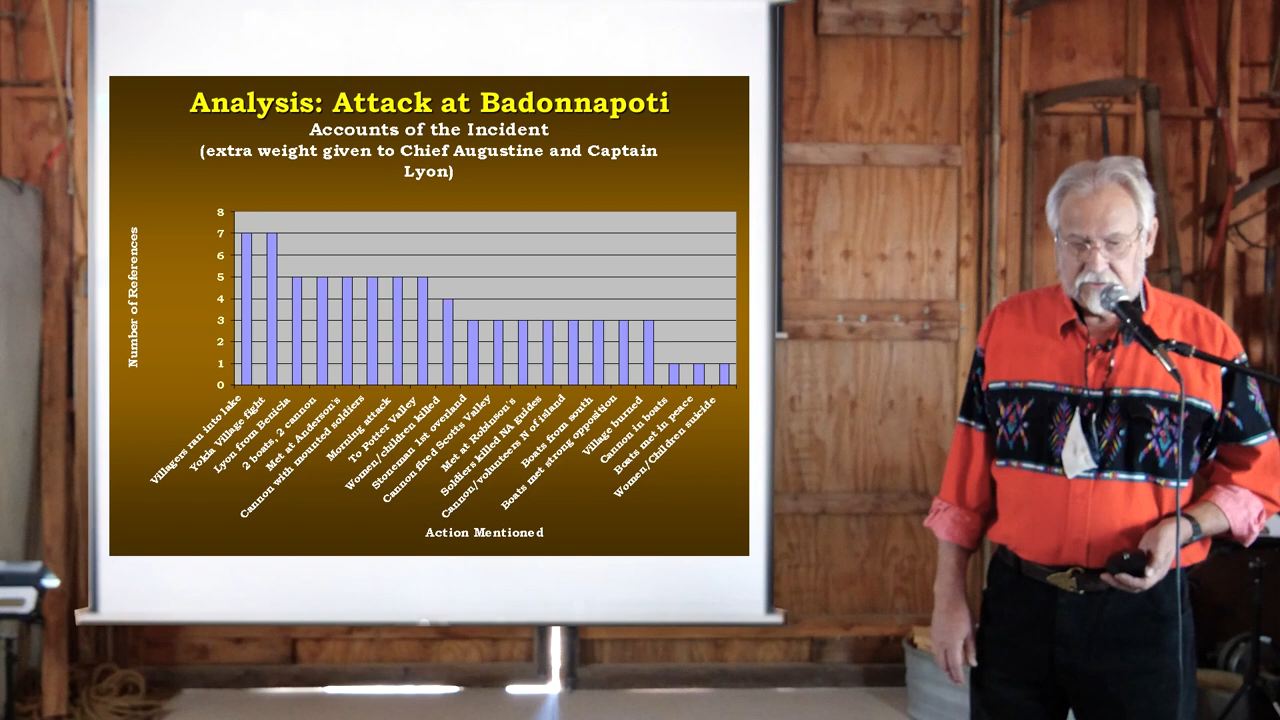 Analysis: Attack at Badonnapoti
Accounts of the Incident
(extra weight given to Chief Augustine and Captain
Lyon)
Number of References
8
7
6
5
4
3
2
1
0
Villagers ran into lake
Yokia Village fight
Lyon from Benicia
2 boats, 2 cannon
Met at Anderson's
Cannon with mounted soldiers
Morning attack
To Potter Valley
Women/children killed
Stoneman 1st overland
Cannon fired Scotts Valley
Met at Robinson's
Soldiers killed NA guides
Cannon/volunteers N of island
Boats from south
Boats met strong opposition
Village burned
Cannon in boats
Boats met in peace
Women/Children suicide
Action Mentioned